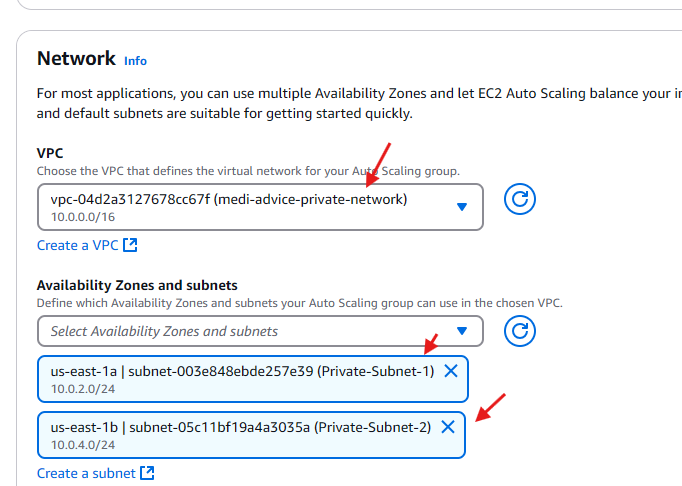 Network Info
For most applications, you can use multiple Availability Zones and let EC2 Auto Scaling balance your in
and default subnets are suitable for getting started quickly.
VPC
Choose the VPC that defines the virtual network for your Auto Scaling group.
vpc-04d2a3127678cc67f (medi-advice-private-network)
10.0.0.0/16
Create a VPC
Availability Zones and subnets
Define which Availability Zones and subnets your Auto Scaling group can use in the chosen VPC.
Select Availability Zones and subnets
us-east-1a | subnet-003e848ebde257e39 (Private-Subnet-1)
10.0.2.0/24
us-east-1b | subnet-05c11bf19a4a3035a (Private-Subnet-2)
10.0.4.0/24
Create a subnet